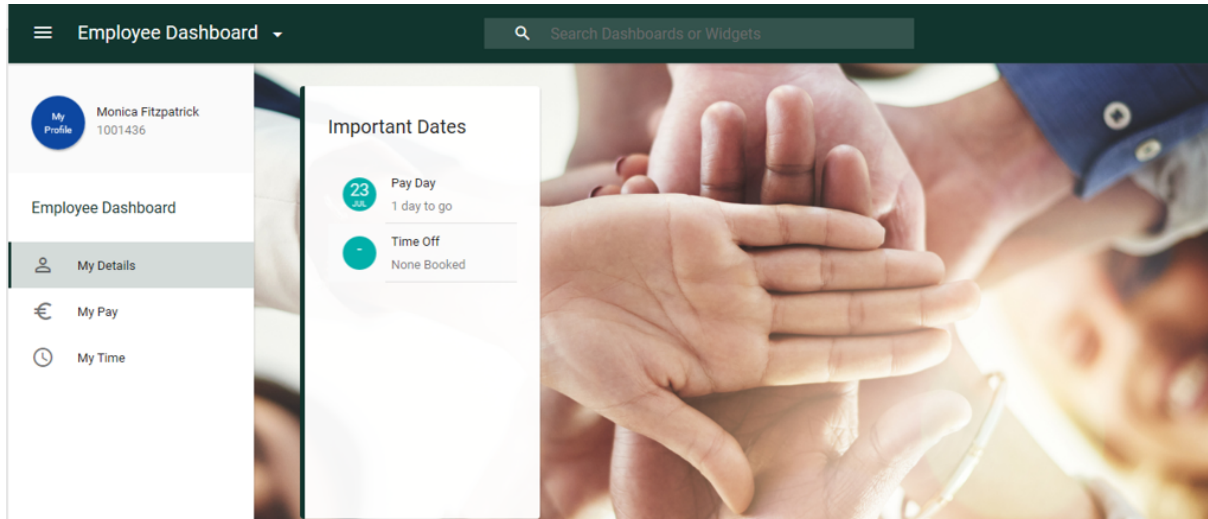 Employee Dashboard
Search Dashboards or Widgets
My
Profile
Monica Fitzpatrick
1001436
Employee Dashboard
My Details
My Pay
My Time
Important Dates
23
JUL
Pay Day
1 day to go
-
Time Off
None Booked